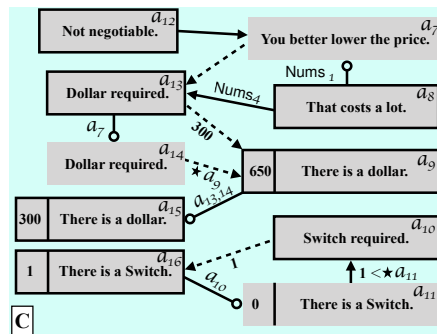 a12
Not negotiable.
a7
You better lower the price.
a13
Dollar required.
Nums4
Nums 1
a8
That costs a lot.
a7
300
a14
Dollar required.
★a9
650 There is a dollar. a9
a13,14
300 There is a dollar. a15
a10
Switch required.
1 There is a Switch. a16
1
a10
1 <★a11
0 There is a Switch. a11
C